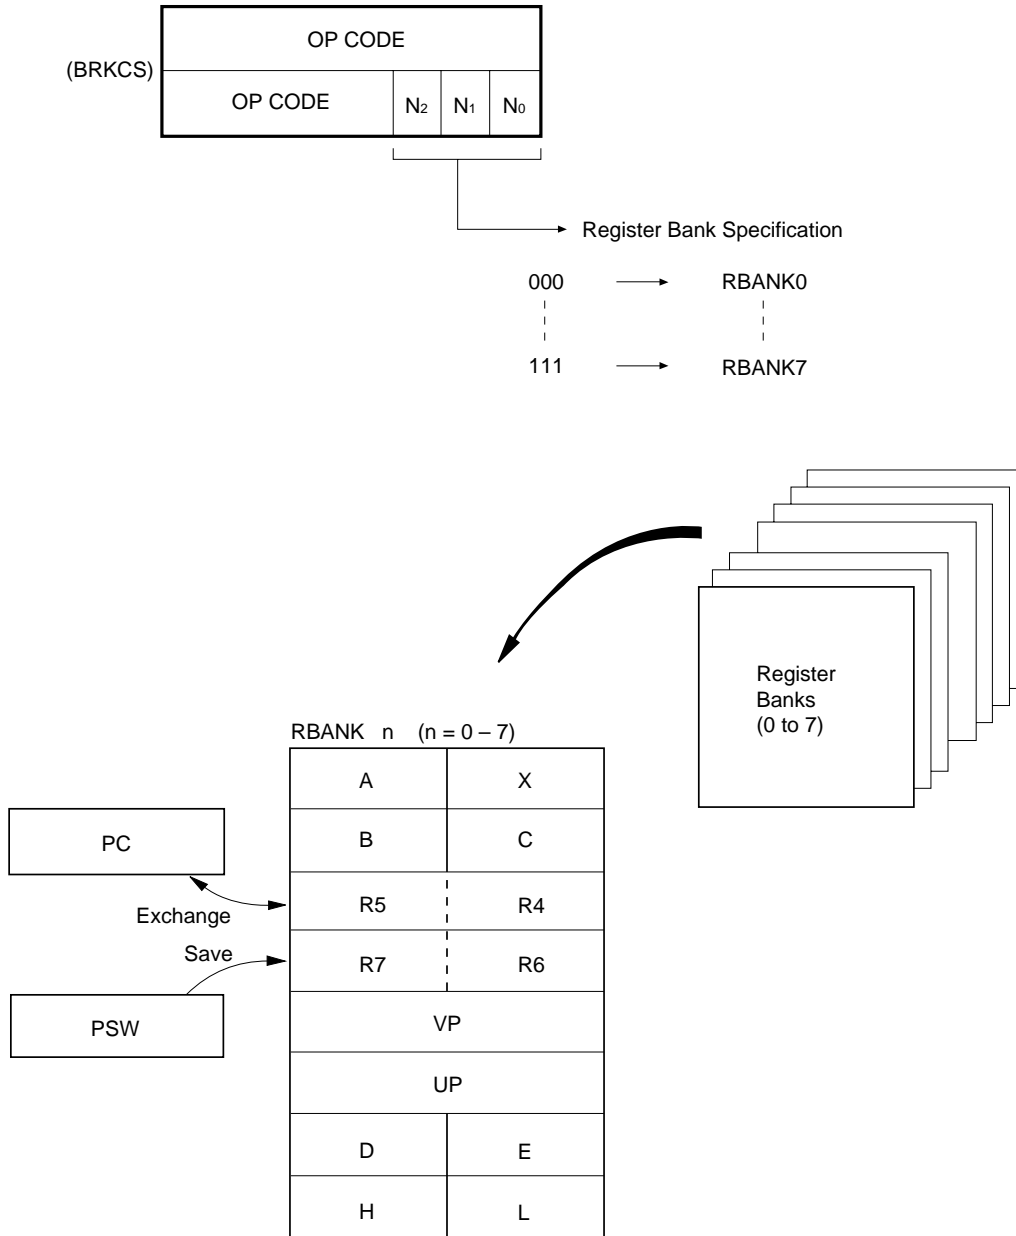 OP CODE
(BRKCS)
OP CODE N2 N1 N0
Register Bank Specification
000 RBANK0
111 RBANK7
Register
Banks
(0 to 7)
RBANK n (n = 0 – 7)
A X
B C
PC
R5 R4
Exchange
Save
R7 R6
PSW
VP
UP
D E
H L